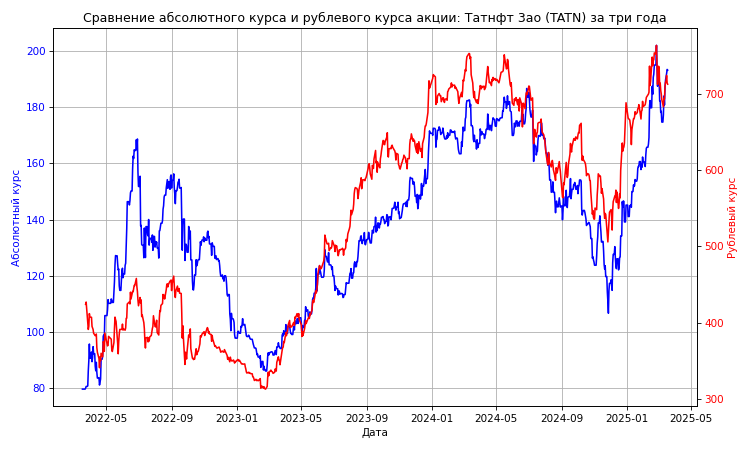 Сравнение абсолютного курса и рублевого курса акции: Татнфт 3ао (TATN) за три года
200
180
160
140
120
100
80
Абсолютный курс
700
600
500
400
300
Рублевый курс
2022-05 2022-09 2023-01 2023-05 2023-09 2024-01 2024-05 2024-09 2025-01 2025-05
Дата